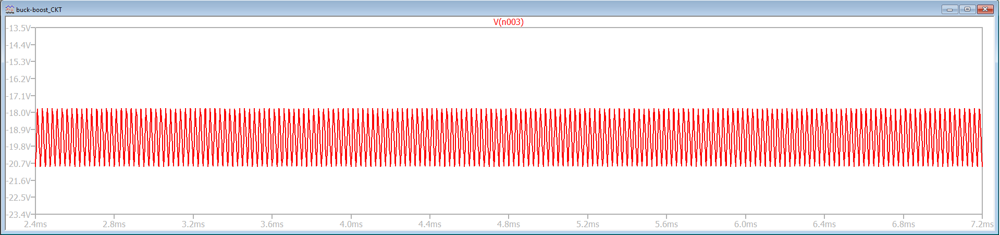 buck-boost_CKT
V(n003)
-13.5V
-14.4V
-15.3V
-16.2V
-17.1V
-18.0V
-18.9V
-19.8V
-20.7V
-21.6V
-22.5V
-23.4V
2.4ms 2.8ms 3.2ms 3.6ms 4.0ms 4.4ms 4.8ms 5.2ms 5.6ms 6.0ms 6.4ms 6.8ms 7.2ms